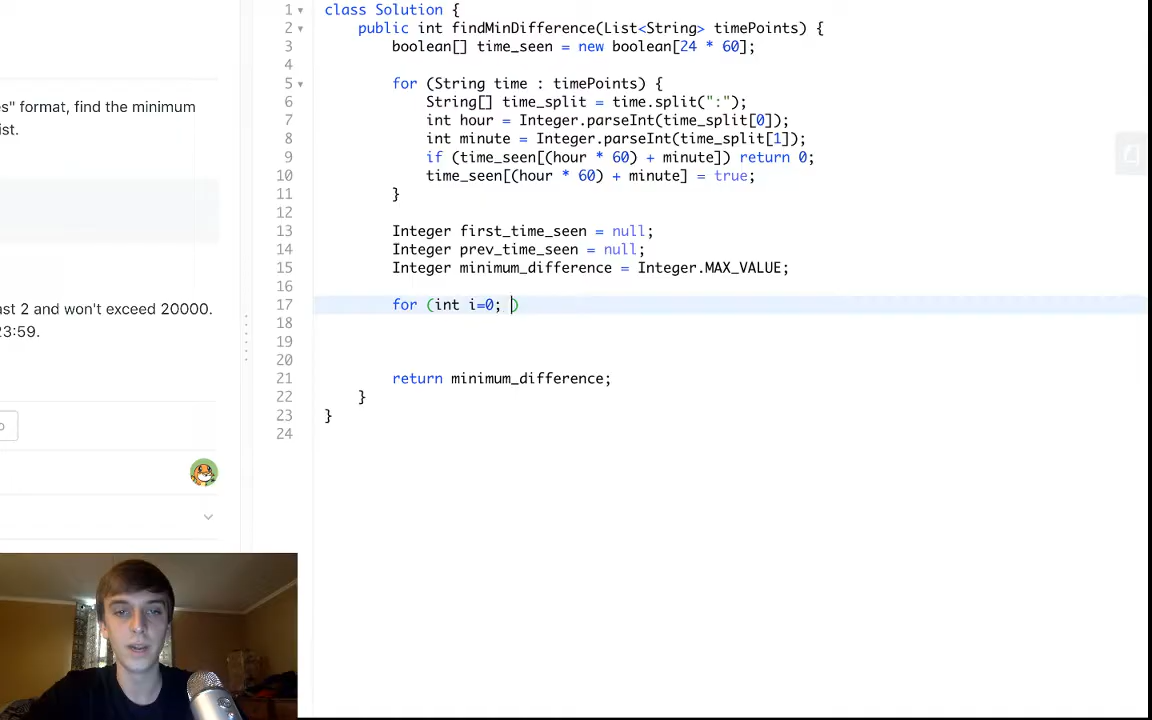 s" format, find the minimum
st.
ast 2 and won't exceed 20000.
23:59.
1 class Solution {
2 public int findMinDifference(List<String> timePoints) {
3 boolean[] time_seen = new boolean[24 * 60];
4
5 for (String time : timePoints) {
6 String[] time_split = time.split(":");
7 int hour = Integer.parseInt(time_split[0]);
8 int minute = Integer.parseInt(time_split[1]);
9 if (time_seen[(hour * 60) + minute]) return 0;
10 time_seen[(hour * 60) + minute] = true;
11 }
12
13 Integer first_time_seen = null;
14 Integer prev_time_seen = null;
15 Integer minimum_difference = Integer.MAX_VALUE;
16
17 for (int i=0; )
18
19
20
21 return minimum_difference;
22 }
23 }
24